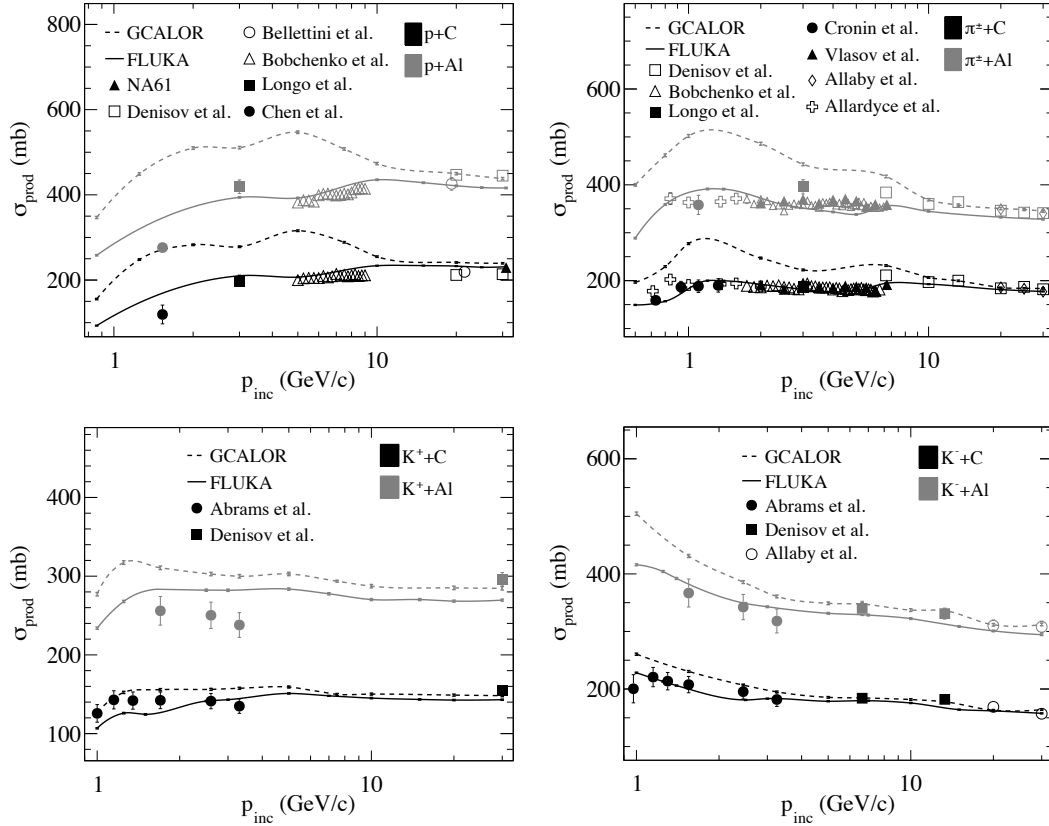 GCALOR
FLUKA
NA61
Denisov et al.
Bellettini et al.
Bobchenko et al.
Longo et al.
Chen et al.
p+C
p+Al
800
600
400
200
σprod (mb)
1
10
pinc (GeV/c)
GCALOR
FLUKA
Denisov et al.
Bobchenko et al.
Longo et al.
Cronin et al.
Vlasov et al.
Allaby et al.
Allardyce et al.
π±+C
π±+Al
600
400
200
σprod (mb)
1
10
pinc (GeV/c)
GCALOR
FLUKA
Abrams et al.
Denisov et al.
K⁺+C
K⁺+Al
400
300
200
100
σprod (mb)
1
10
pinc (GeV/c)
GCALOR
FLUKA
Abrams et al.
Denisov et al.
Allaby et al.
K⁻+C
K⁻+Al
600
400
200
σprod (mb)
1
10
pinc (GeV/c)